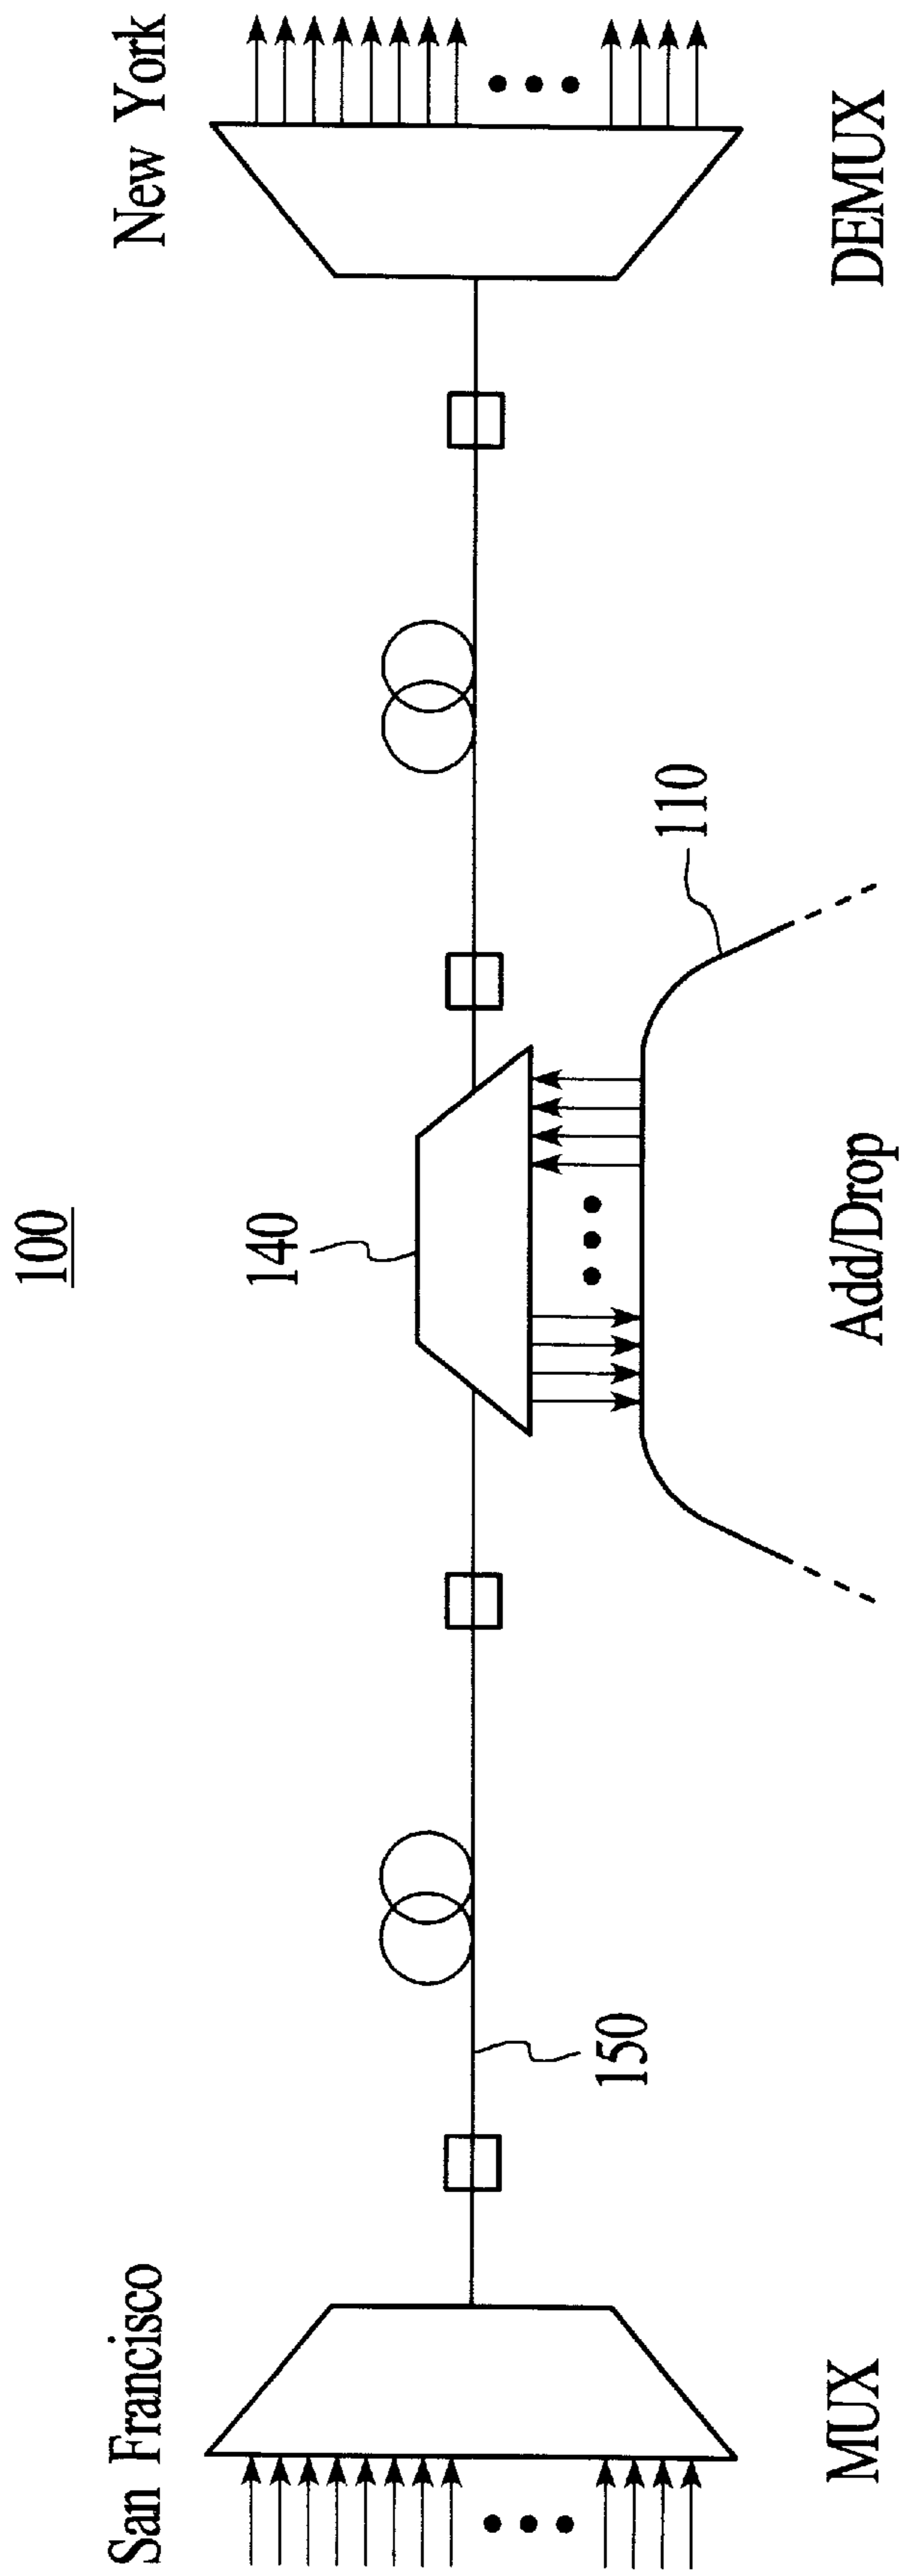 100
San Francisco
New York
140
150
110
MUX
Add/Drop
DEMUX